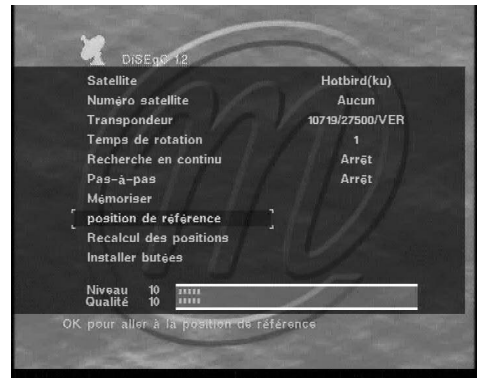 DiSEqC 1.2
Satellite Hotbird(ku)
Numéro satellite Aucun
Transpondeur 10719/27500/VER
Temps de rotation 1
Recherche en continu Arrêt
Pas-à-pas Arrêt
Mémoriser
position de référence
Recalcul des positions
Installer butées
Niveau 10
Qualité 10
OK pour aller à la position de référence